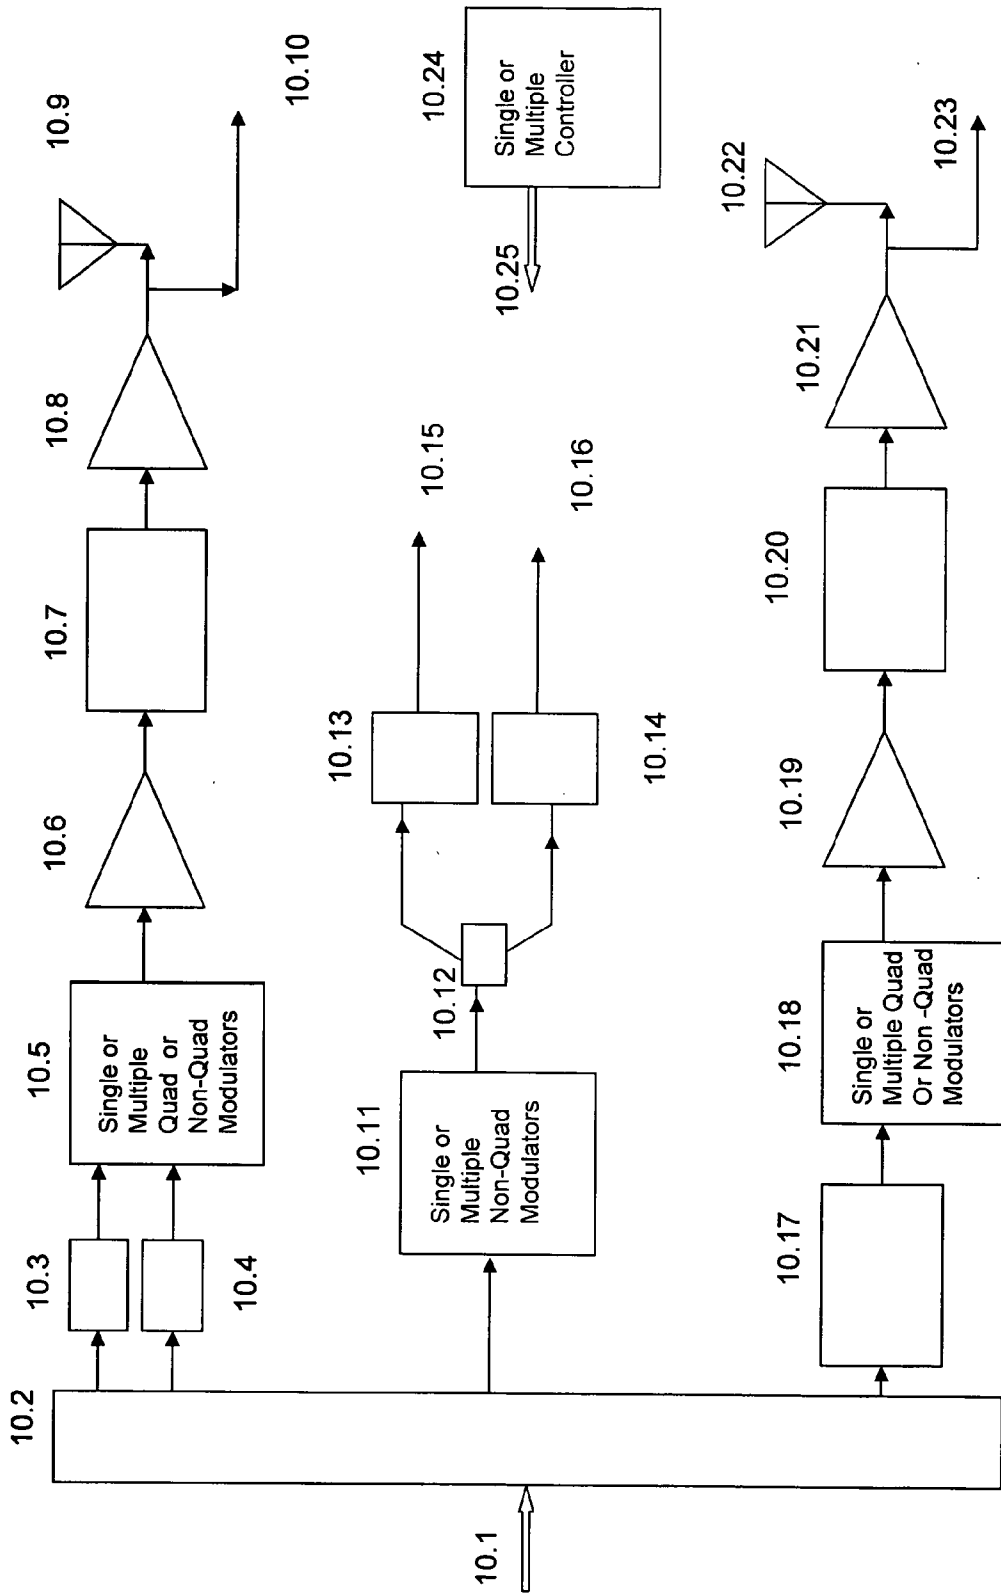 10.1
10.2
10.3
10.4
10.5
Single or
Multiple
Quad or
Non-Quad
Modulators
10.6
10.7
10.8
10.9
10.10
10.11
Single or
Multiple
Non-Quad
Modulators
10.12
10.13
10.14
10.15
10.16
10.24
Single or
Multiple
Controller
10.25
10.17
10.18
Single or
Multiple Quad
Or Non -Quad
Modulators
10.19
10.20
10.21
10.22
10.23